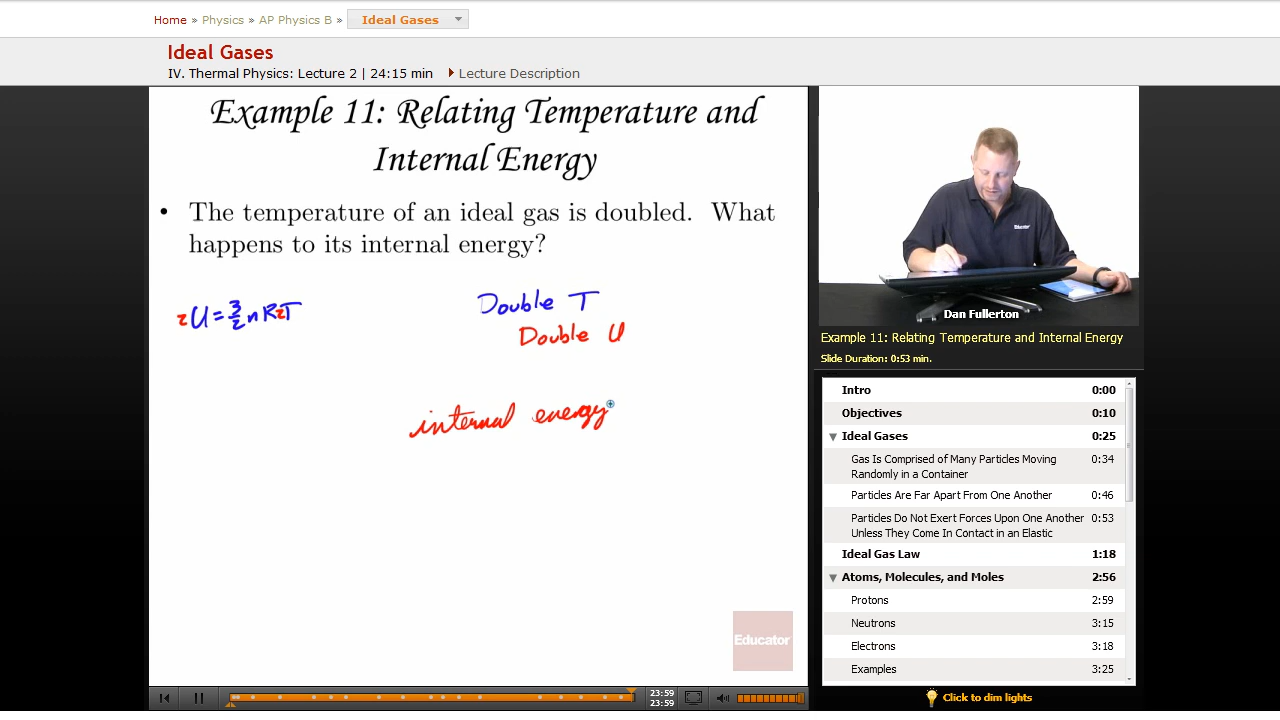 Home » Physics » AP Physics B » Ideal Gases
Ideal Gases
IV. Thermal Physics: Lecture 2 | 24:15 min Lecture Description
Example 11: Relating Temperature and
Internal Energy
• The temperature of an ideal gas is doubled. What
happens to its internal energy?
2U = 3/2 n R2T
Double T
Double U
internal energy
Educator
Educator
Dan Fullerton
Example 11: Relating Temperature and Internal Energy
Slide Duration: 0:53 min.
Intro 0:00
Objectives 0:10
Ideal Gases 0:25
Gas Is Comprised of Many Particles Moving 0:34
Randomly in a Container
Particles Are Far Apart From One Another 0:46
Particles Do Not Exert Forces Upon One Another 0:53
Unless They Come In Contact in an Elastic
Ideal Gas Law 1:18
Atoms, Molecules, and Moles 2:56
Protons 2:59
Neutrons 3:15
Electrons 3:18
Examples 3:25
23:59
23:59
Click to dim lights